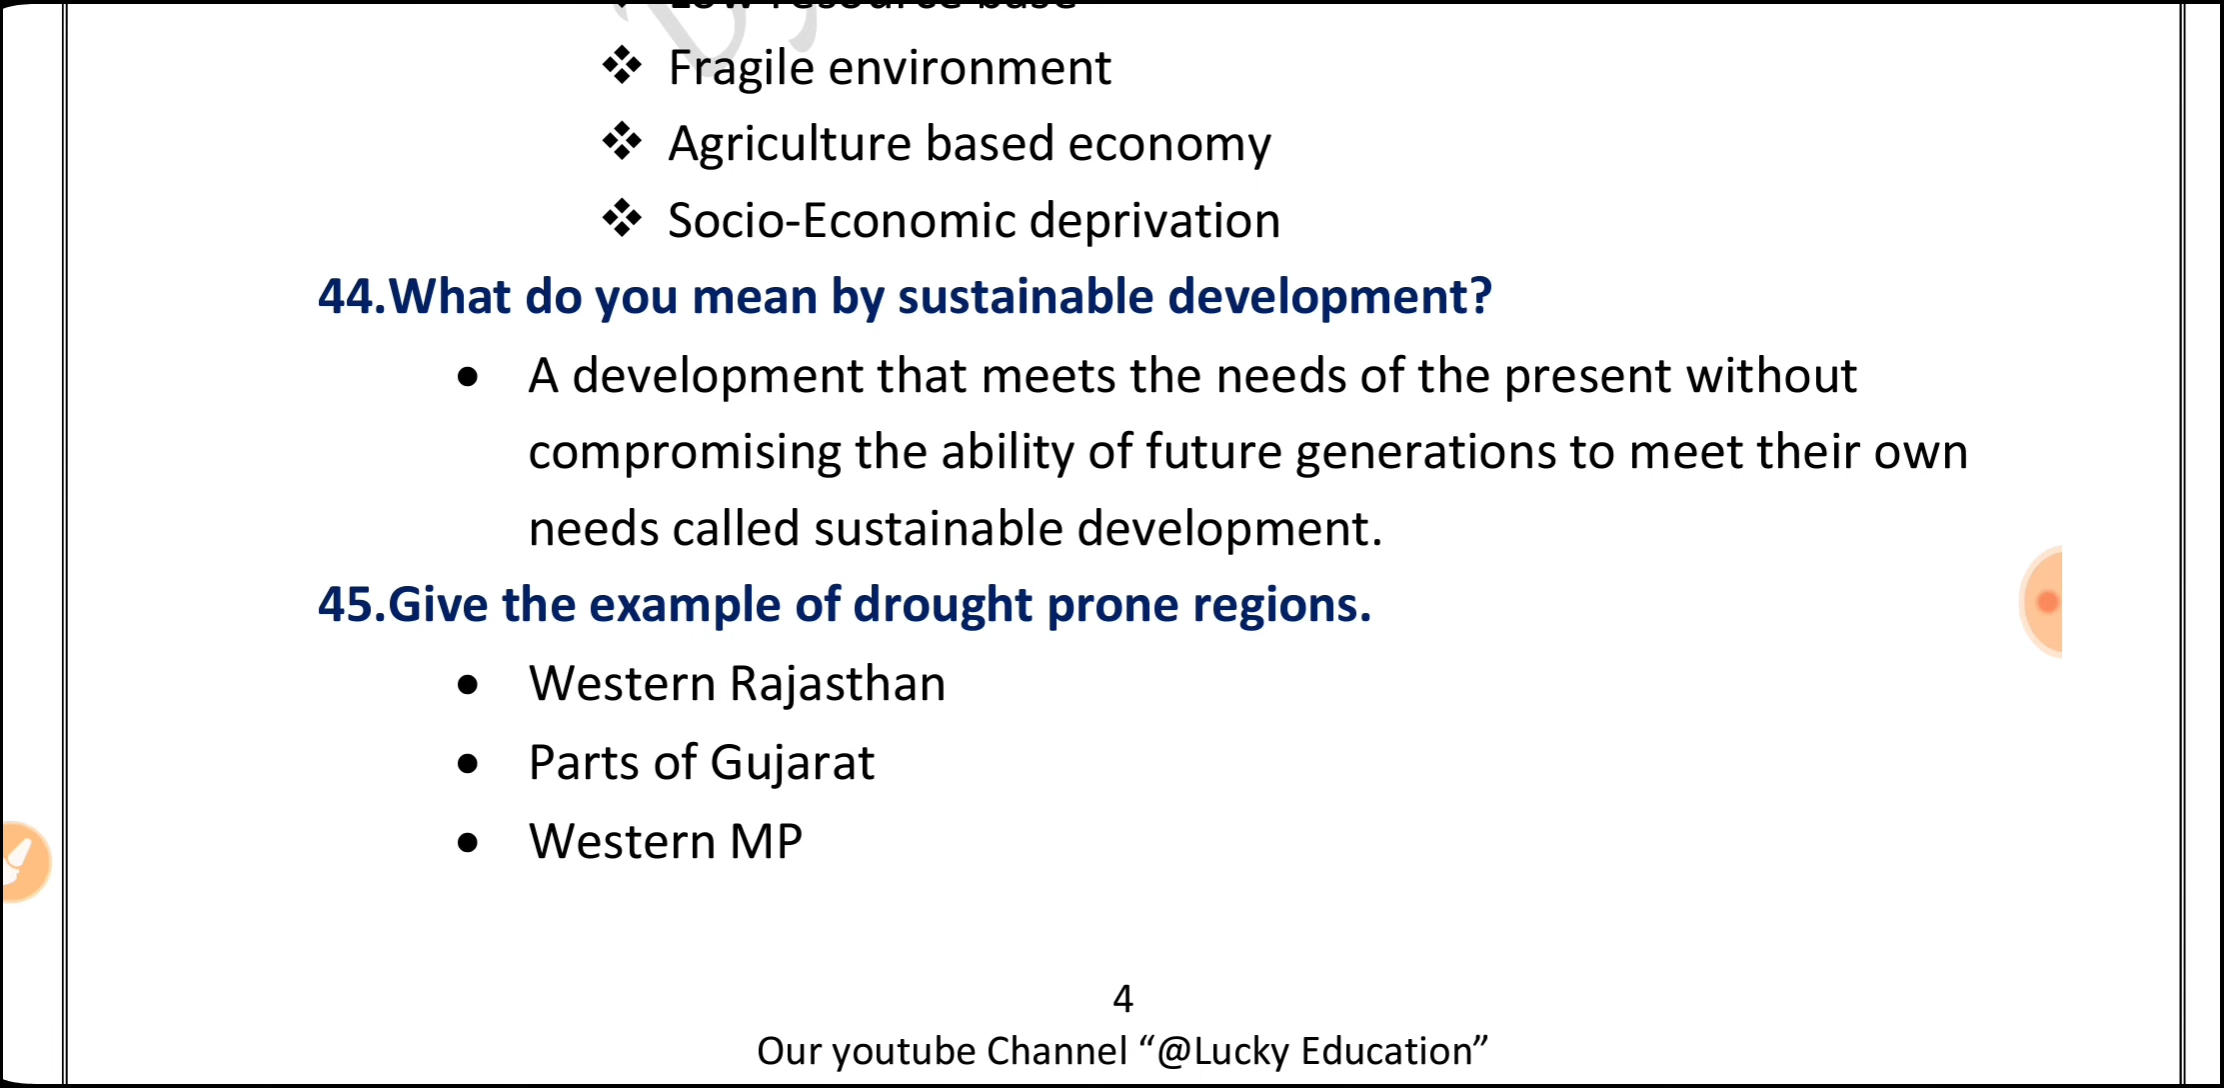 Low resource base
❖ Fragile environment
❖ Agriculture based economy
❖ Socio-Economic deprivation
44.What do you mean by sustainable development?
• A development that meets the needs of the present without
compromising the ability of future generations to meet their own
needs called sustainable development.
45.Give the example of drought prone regions.
• Western Rajasthan
• Parts of Gujarat
• Western MP
4
Our youtube Channel “@Lucky Education”